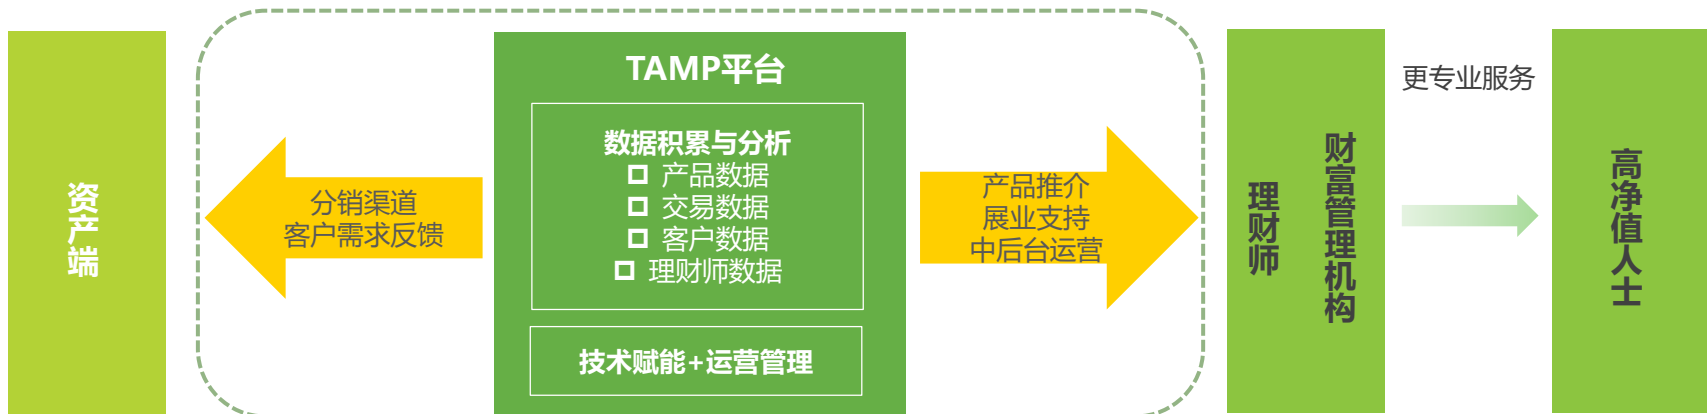 资产端
分销渠道
客户需求反馈
TAMP平台
数据积累与分析
产品数据
交易数据
客户数据
理财师数据
技术赋能+运营管理
产品推介
展业支持
中后台运营
理财师
财富管理机构
更专业服务
高净值人士